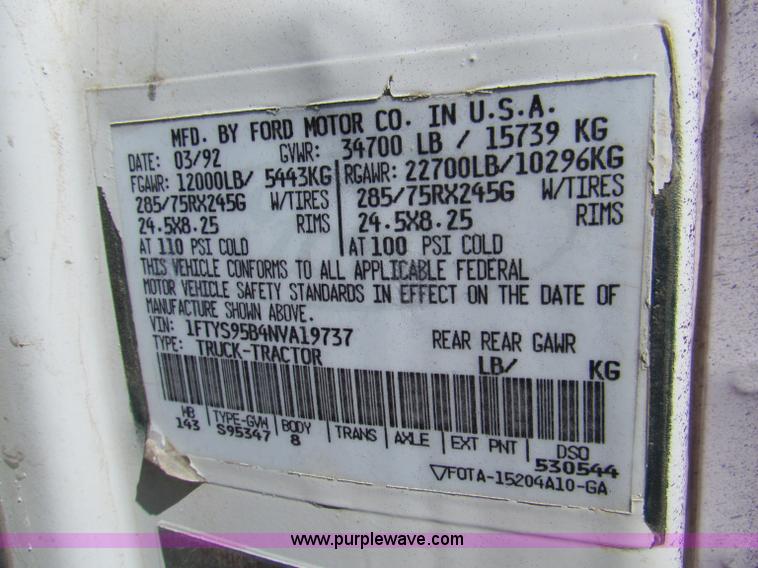 MFD. BY FORD MOTOR CO. IN U.S.A.
DATE: 03/92 GVWR: 34700 LB / 15739 KG
FGAWR: 12000LB/ 5443KG RGAWR: 22700LB/10296KG
285/75RX245G W/TIRES 285/75RX245G W/TIRES
24.5X8.25 RIMS 24.5X8.25 RIMS
AT 110 PSI COLD AT 100 PSI COLD
THIS VEHICLE CONFORMS TO ALL APPLICABLE FEDERAL
MOTOR VEHICLE SAFETY STANDARDS IN EFFECT ON THE DATE OF
MANUFACTURE SHOWN ABOVE.
VIN: 1FTYS95B4NVA19737 REAR REAR GAWR
TYPE: TRUCK-TRACTOR LB/ KG
WB TYPE-GVW BODY TRANS AXLE EXT PNT DSO
143 S95347 8 530544
▽FOTA-15204A10-GA
www.purplewave.com